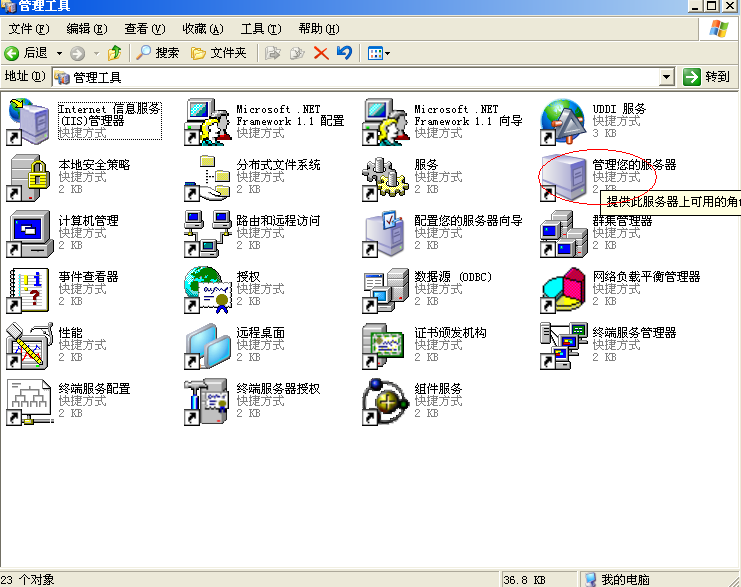 管理工具
文件(F) 编辑(E) 查看(V) 收藏(A) 工具(T) 帮助(H)
后退 搜索 文件夹
地址(D) 管理工具 转到
Internet 信息服务
(IIS)管理器
快捷方式
Microsoft .NET
Framework 1.1 配置
快捷方式
Microsoft .NET
Framework 1.1 向导
快捷方式
UDDI 服务
快捷方式
3 KB
本地安全策略
快捷方式
2 KB
分布式文件系统
快捷方式
2 KB
服务
快捷方式
2 KB
管理您的服务器
快捷方式
2 KB
提供此服务器上可用的角
计算机管理
快捷方式
2 KB
路由和远程访问
快捷方式
2 KB
配置您的服务器向导
快捷方式
2 KB
群集管理器
快捷方式
2 KB
事件查看器
快捷方式
2 KB
授权
快捷方式
2 KB
数据源 (ODBC)
快捷方式
2 KB
网络负载平衡管理器
快捷方式
2 KB
性能
快捷方式
2 KB
远程桌面
快捷方式
2 KB
证书颁发机构
快捷方式
2 KB
终端服务管理器
快捷方式
2 KB
终端服务配置
快捷方式
2 KB
终端服务器授权
快捷方式
2 KB
组件服务
快捷方式
2 KB
23 个对象 36.8 KB 我的电脑